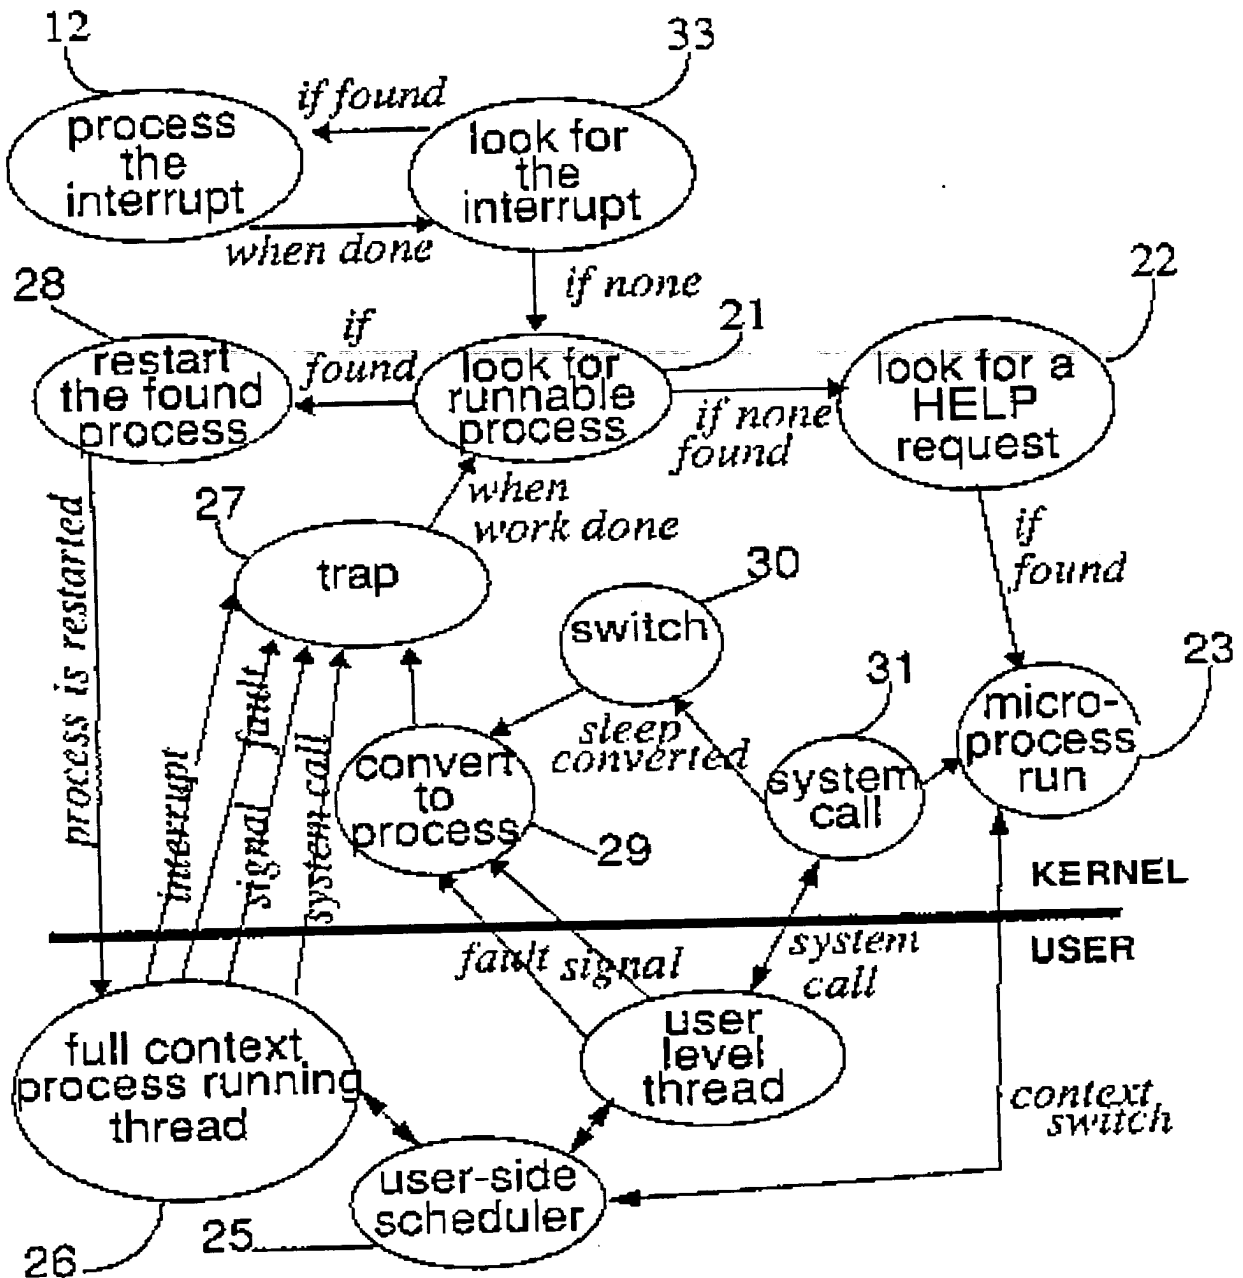 12
33
if found
process
the
interrupt
look for
the
interrupt
when done
if none
22
28
21
if
found
restart
the found
process
look for
runnable
process
look for a
HELP
request
if none
found
when
work done
27
trap
if
found
30
switch
31
23
process is restarted
micro-
process
run
sleep
converted
convert
to
process
system
call
29
interrupt
fault
signal
system call
KERNEL
USER
fault
signal
system
call
user
level
thread
full context
process running
thread
context
switch
user-side
scheduler
25
26